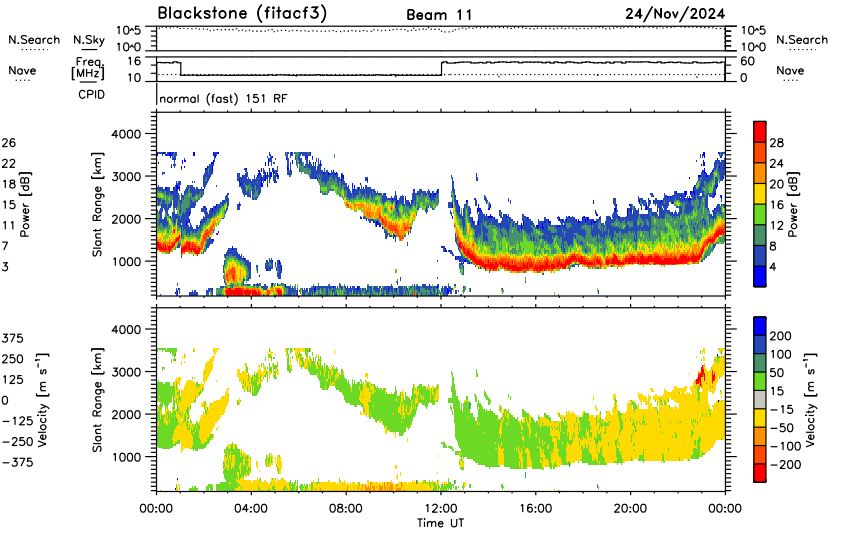 Blackstone (fitacf3) Beam 11 24/Nov/2024
N.Search N.Sky 10^5 10^0 10^5 10^0 N.Search
Nave Freq. [MHz] 16 10 60 0 Nave
CPID normal (fast) 151 RF
26 22 18 15 11 7 3
Power [dB]
Slant Range [km]
4000 3000 2000 1000
28 24 20 16 12 8 4
Power [dB]
375 250 125 0 -125 -250 -375
Velocity [m s-1]
Slant Range [km]
4000 3000 2000 1000
200 100 50 15 -15 -50 -100 -200
Velocity [m s-1]
00:00 04:00 08:00 12:00 16:00 20:00 00:00
Time UT